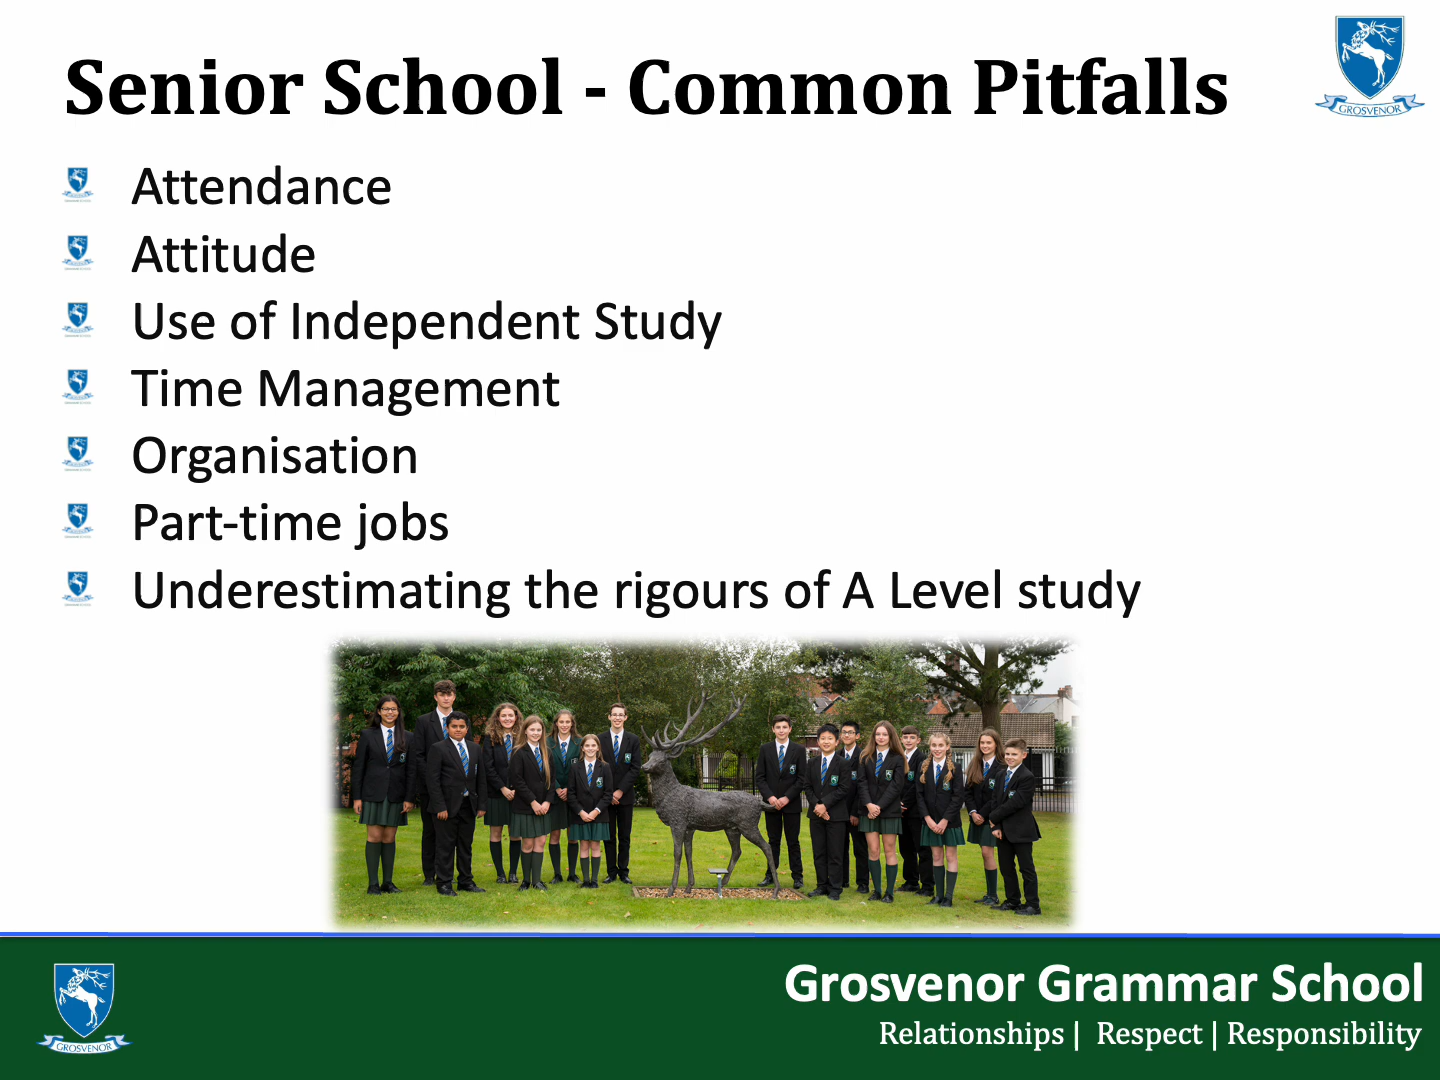 Senior School - Common Pitfalls
GROSVENOR
Attendance
Attitude
Use of Independent Study
Time Management
Organisation
Part-time jobs
Underestimating the rigours of A Level study
GROSVENOR
Grosvenor Grammar School
Relationships | Respect | Responsibility